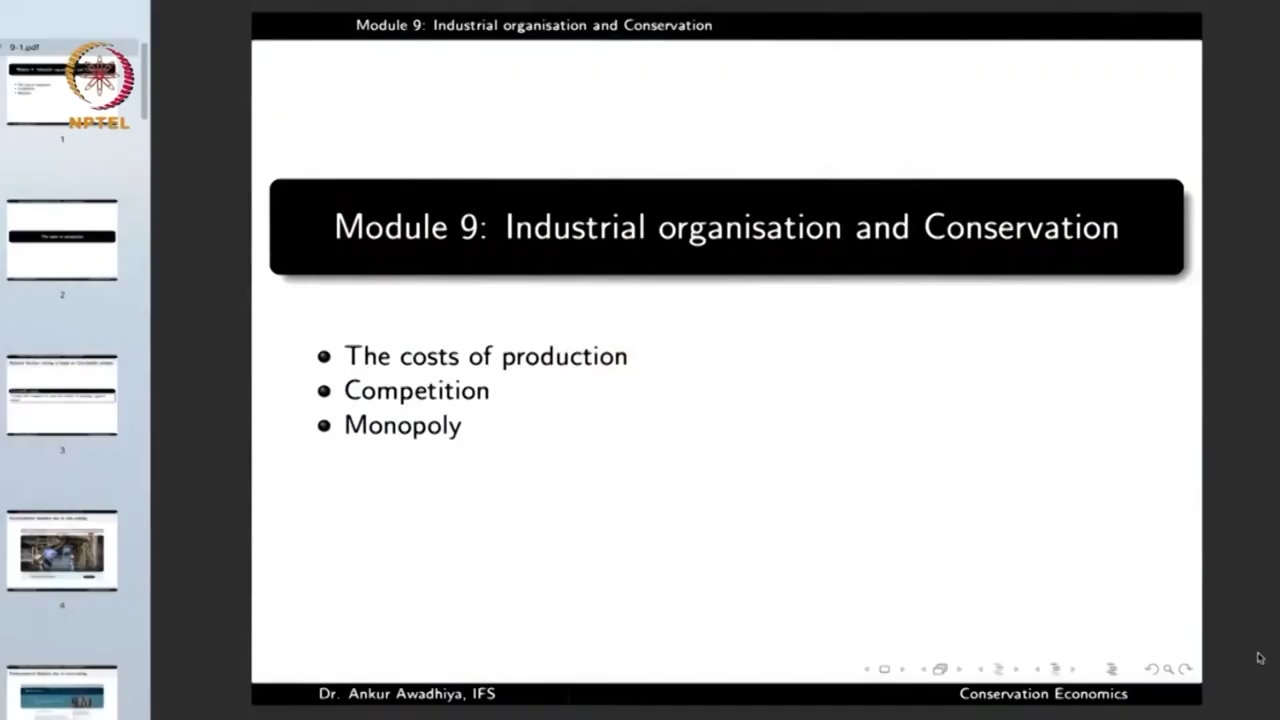 Module 9: Industrial organisation and Conservation
9-1.pdf
NPTEL
1
2
3
4
Module 9: Industrial organisation and Conservation
The costs of production
Competition
Monopoly
Dr. Ankur Awadhiya, IFS
Conservation Economics